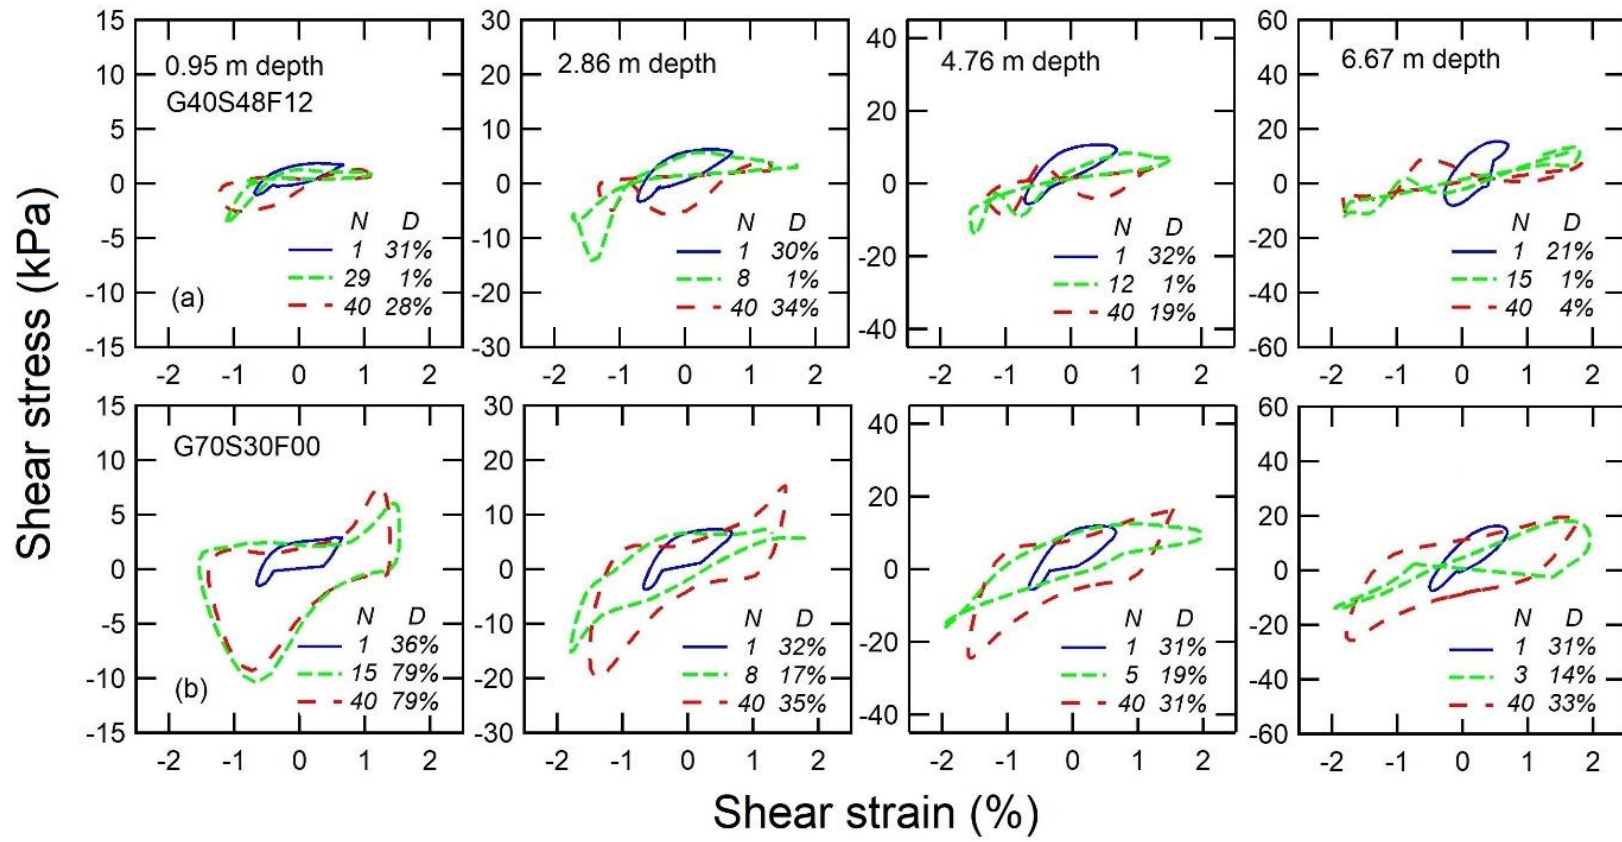 Shear stress (kPa)
15
10
5
0
-5
-10
-15
0.95 m depth
G40S48F12
N D
1 31%
29 1%
40 28%
(a)
-2 -1 0 1 2
30
20
10
0
-10
-20
-30
2.86 m depth
N D
1 30%
8 1%
40 34%
-2 -1 0 1 2
40
20
0
-20
-40
4.76 m depth
N D
1 32%
12 1%
40 19%
-2 -1 0 1 2
60
40
20
0
-20
-40
-60
6.67 m depth
N D
1 21%
15 1%
40 4%
-2 -1 0 1 2
15
10
5
0
-5
-10
-15
G70S30F00
N D
1 36%
15 79%
40 79%
(b)
-2 -1 0 1 2
30
20
10
0
-10
-20
-30
N D
1 32%
8 17%
40 35%
-2 -1 0 1 2
40
20
0
-20
-40
N D
1 31%
5 19%
40 31%
-2 -1 0 1 2
60
40
20
0
-20
-40
-60
N D
1 31%
3 14%
40 33%
-2 -1 0 1 2
Shear strain (%)